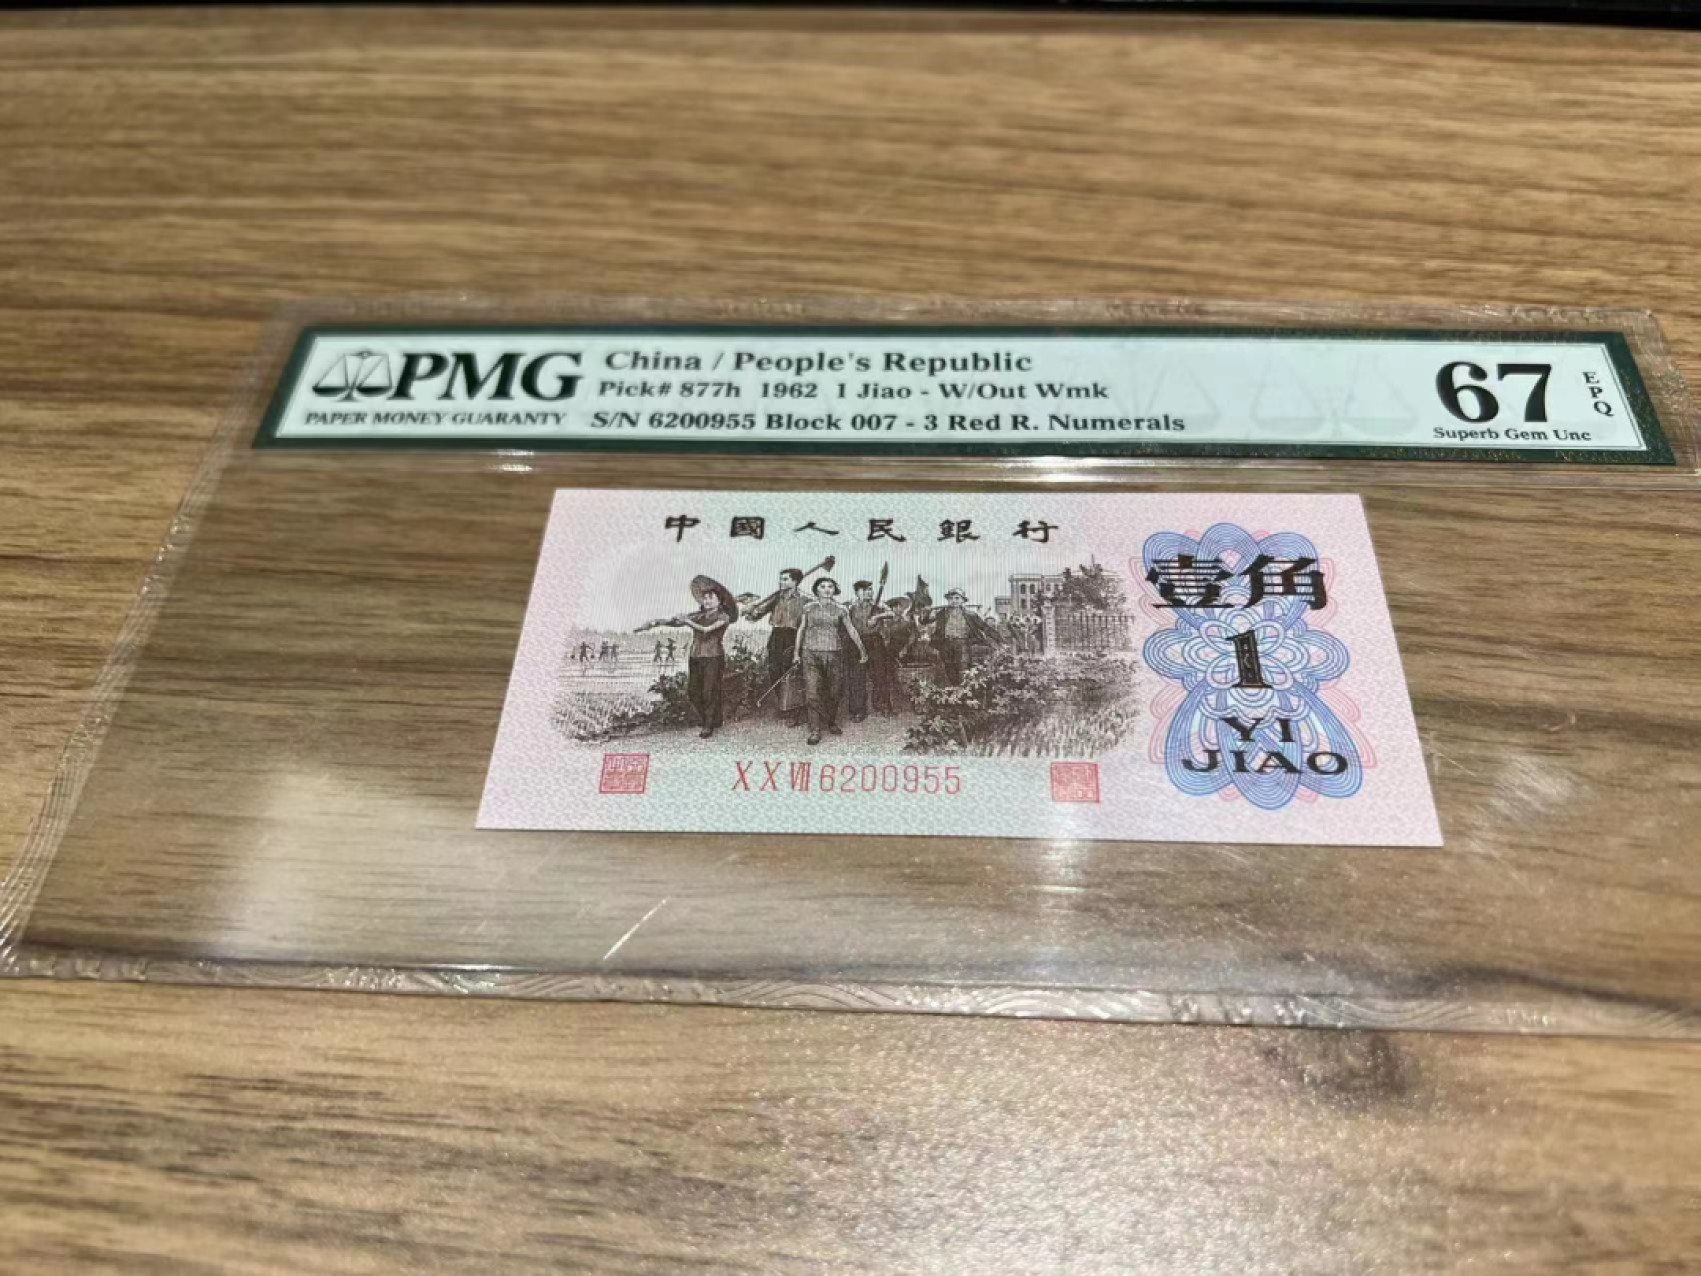 PMG
PAPER MONEY GUARANTY
China / People's Republic
Pick# 877h 1962 1 Jiao - W/Out Wmk
S/N 6200955 Block 007 - 3 Red R. Numerals
67
EPQ
Superb Gem Unc
中國人民銀行
壹角
1
YI
JIAO
XXVII 6200955